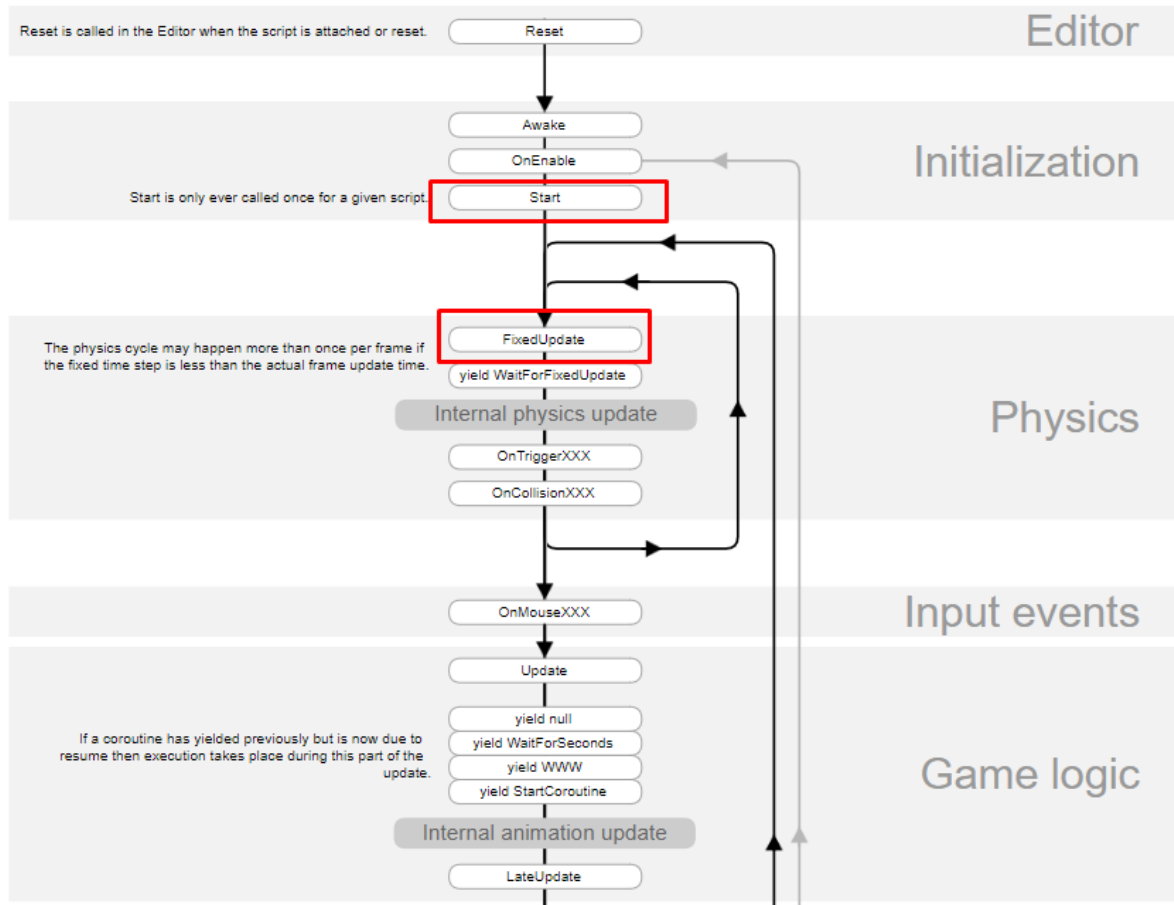 Reset is called in the Editor when the script is attached or reset.
Reset
Editor
Awake
OnEnable
Initialization
Start is only ever called once for a given script.
Start
FixedUpdate
The physics cycle may happen more than once per frame if
the fixed time step is less than the actual frame update time.
yield WaitForFixedUpdate
Internal physics update
Physics
OnTriggerXXX
OnCollisionXXX
OnMouseXXX
Input events
Update
yield null
If a coroutine has yielded previously but is now due to
resume then execution takes place during this part of the
update.
yield WaitForSeconds
yield WWW
yield StartCoroutine
Game logic
Internal animation update
LateUpdate